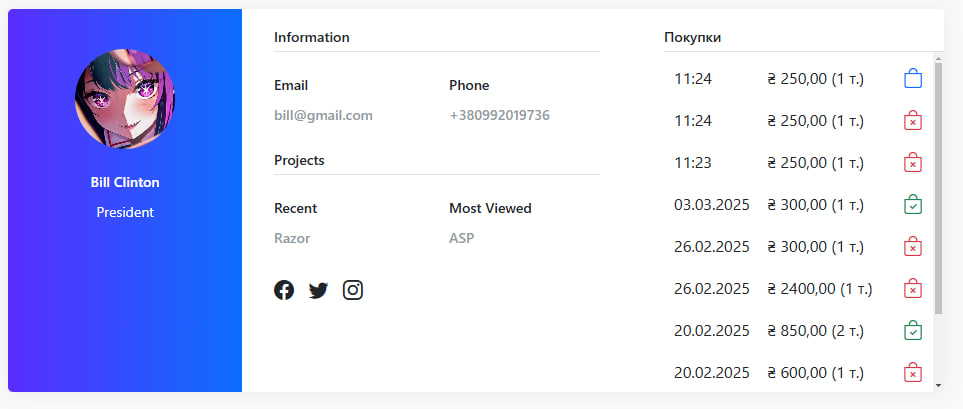 Bill Clinton
President
Information
Email
Phone
bill@gmail.com
+380992019736
Projects
Recent
Most Viewed
Razor
ASP
Покупки
11:24 ₴ 250,00 (1 т.)
11:24 ₴ 250,00 (1 т.)
11:23 ₴ 250,00 (1 т.)
03.03.2025 ₴ 300,00 (1 т.)
26.02.2025 ₴ 300,00 (1 т.)
26.02.2025 ₴ 2400,00 (1 т.)
20.02.2025 ₴ 850,00 (2 т.)
20.02.2025 ₴ 600,00 (1 т.)